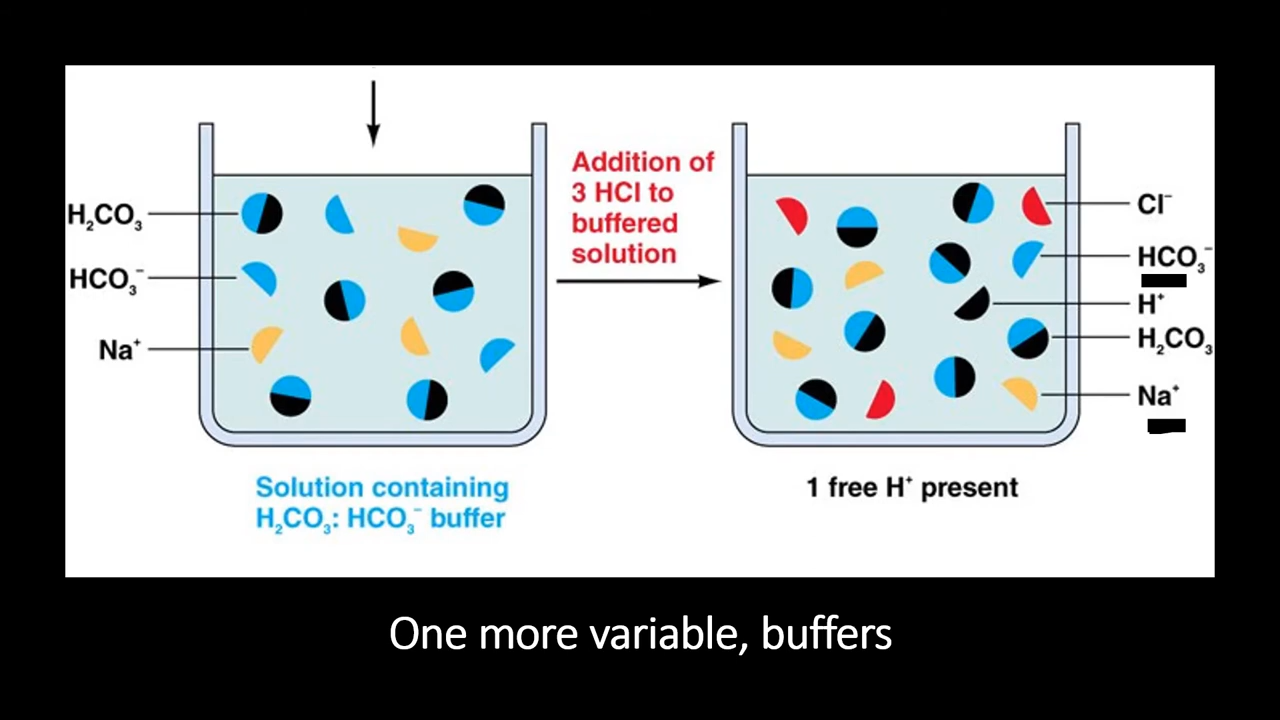 H₂CO₃
HCO₃⁻
Na⁺
Addition of
3 HCl to
buffered
solution
Cl⁻
HCO₃⁻
H⁺
H₂CO₃
Na⁺
Solution containing
H₂CO₃: HCO₃⁻ buffer
1 free H⁺ present
One more variable, buffers